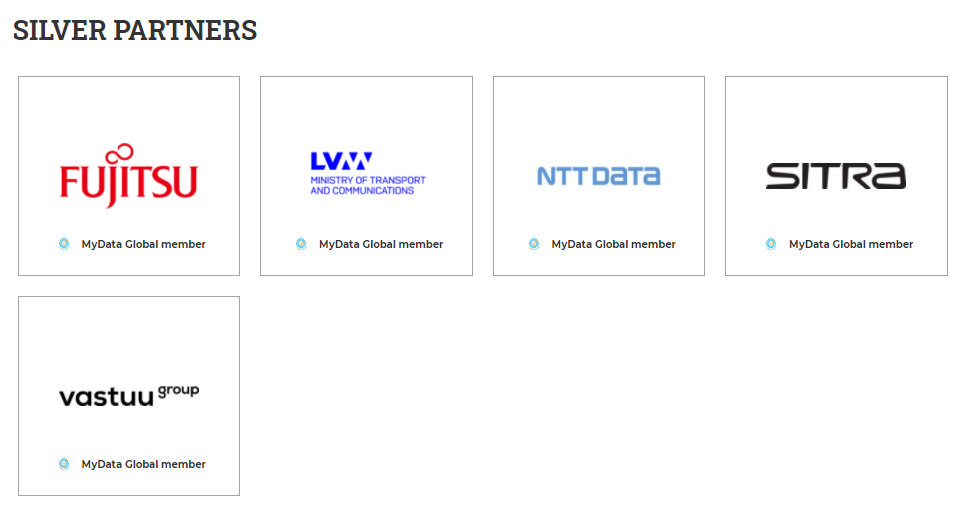 SILVER PARTNERS
FUJITSU
LVM
MINISTRY OF TRANSPORT
AND COMMUNICATIONS
NTT DATA
SITRA
MyData Global member
MyData Global member
MyData Global member
MyData Global member
vastuu group
MyData Global member